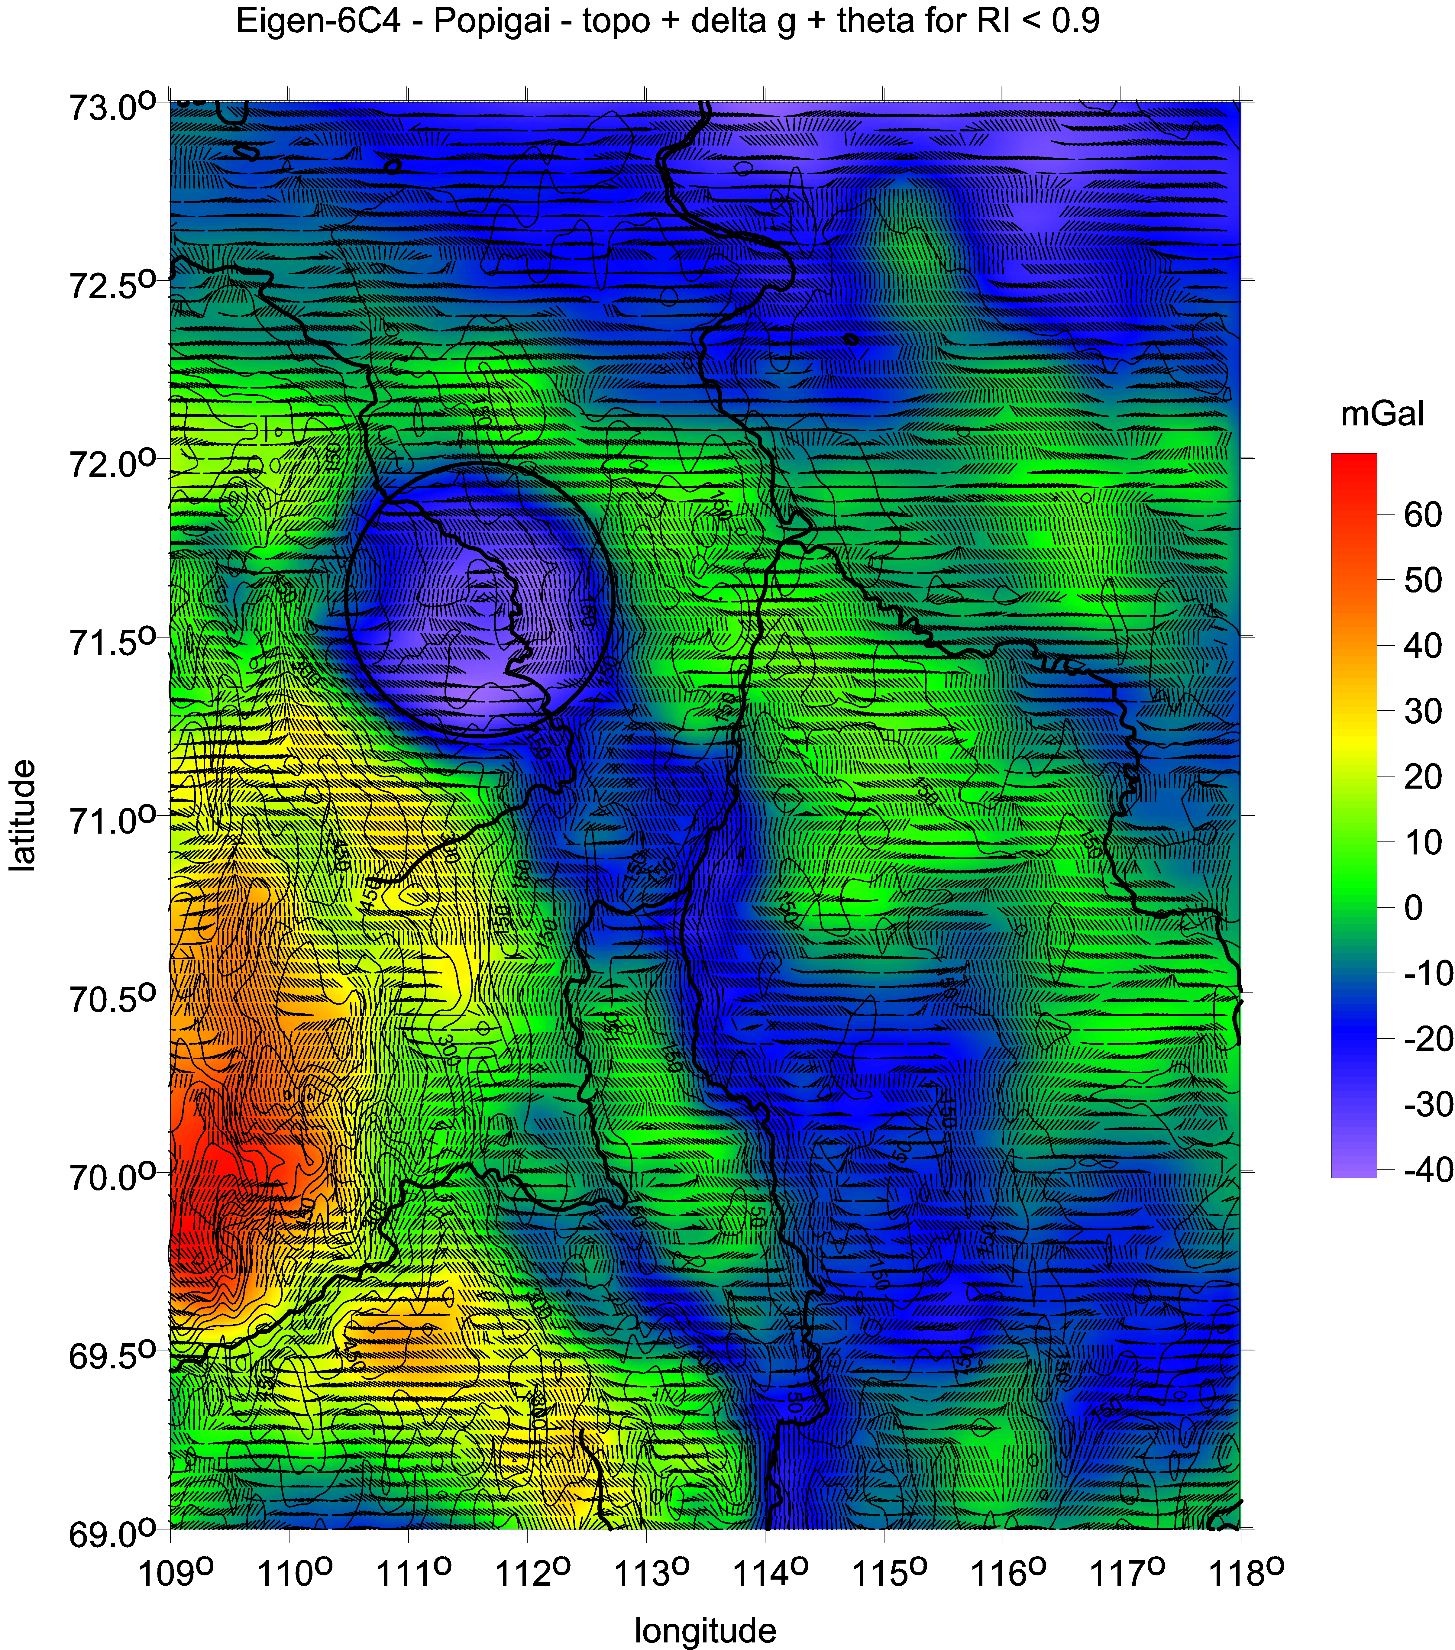 Eigen-6C4 - Popigai - topo + delta g + theta for RI < 0.9
73.0o
72.5o
72.0o
71.5o
71.0o
70.5o
70.0o
69.5o
69.0o
latitude
109o 110o 111o 112o 113o 114o 115o 116o 117o 118o
longitude
mGal
60
50
40
30
20
10
0
-10
-20
-30
-40